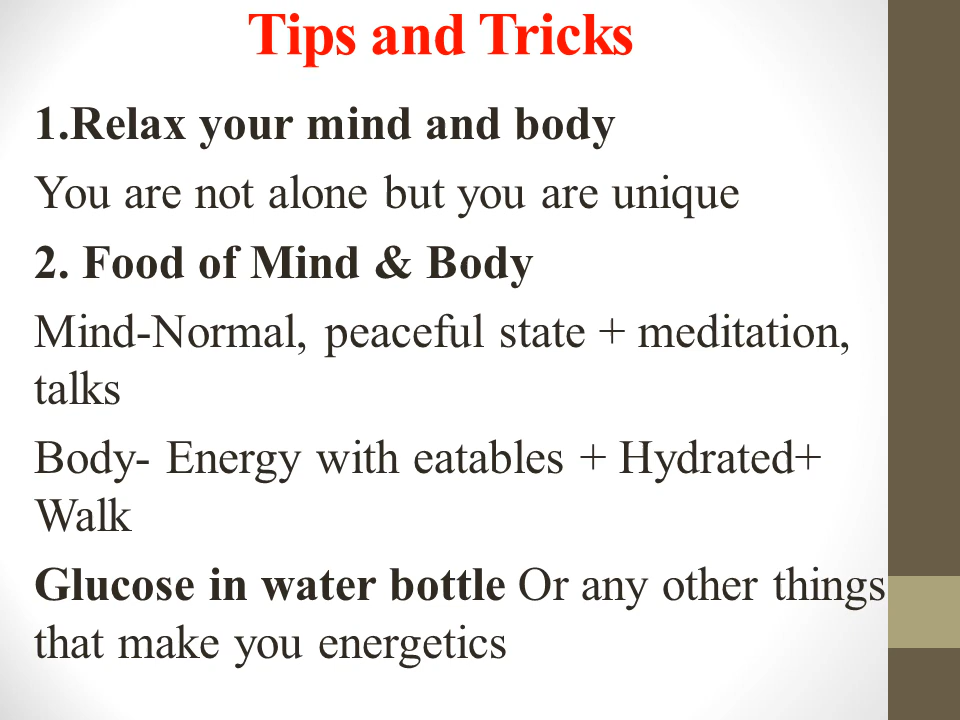 Tips and Tricks
1.Relax your mind and body
You are not alone but you are unique
2. Food of Mind & Body
Mind-Normal, peaceful state + meditation,
talks
Body- Energy with eatables + Hydrated+
Walk
Glucose in water bottle Or any other things
that make you energetics